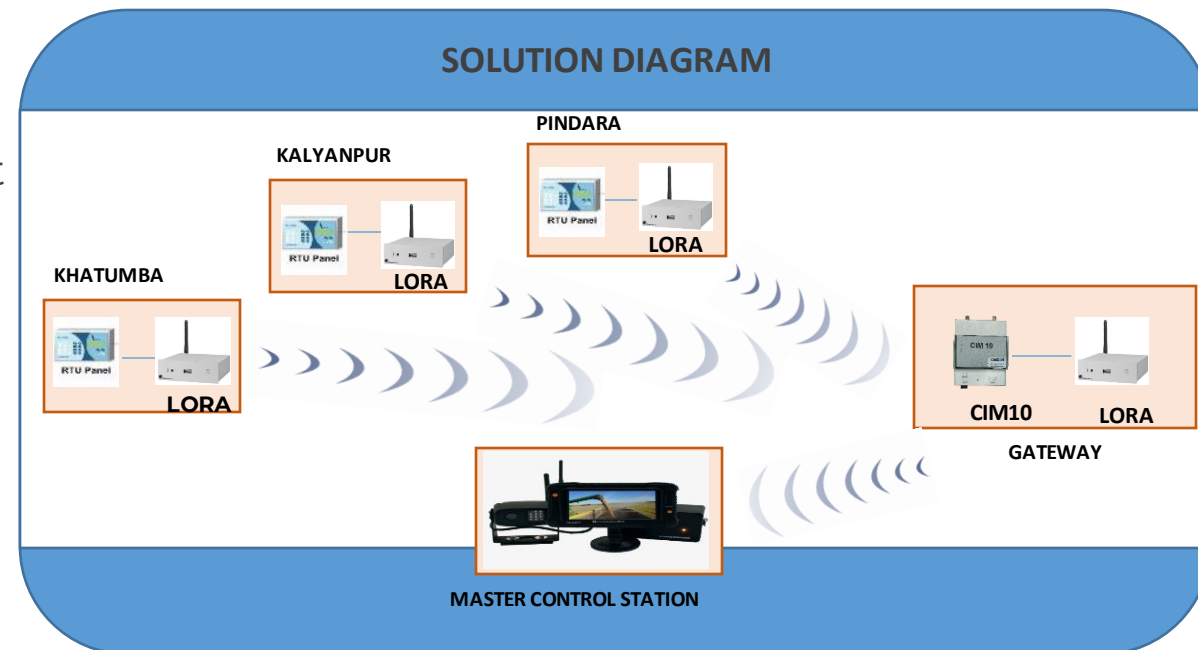 SOLUTION DIAGRAM
t
PINDARA
RTU Panel
LORA
KALYANPUR
RTU Panel
LORA
KHATUMBA
RTU Panel
LORA
CIM 10
CIM10
LORA
GATEWAY
MASTER CONTROL STATION